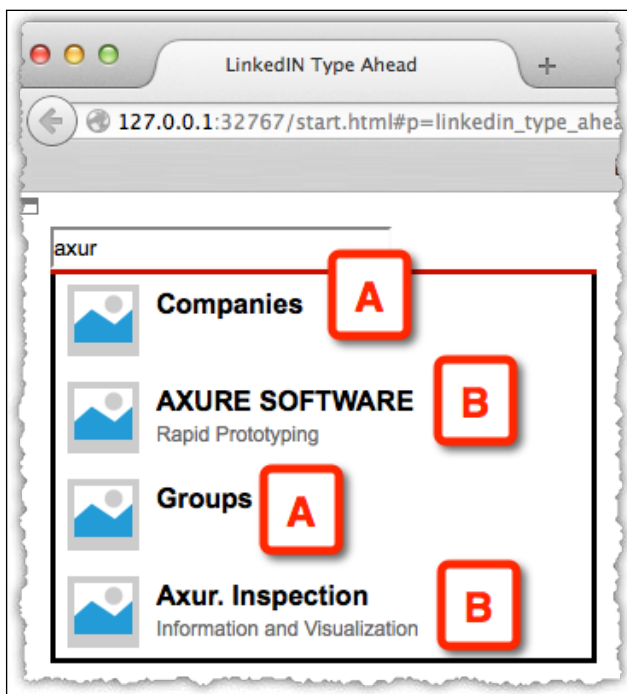 LinkedIN Type Ahead
127.0.0.1:32767/start.html#p=linkedin_type_ahea
axur
Companies
A
AXURE SOFTWARE
B
Rapid Prototyping
Groups
A
Axur. Inspection
B
Information and Visualization